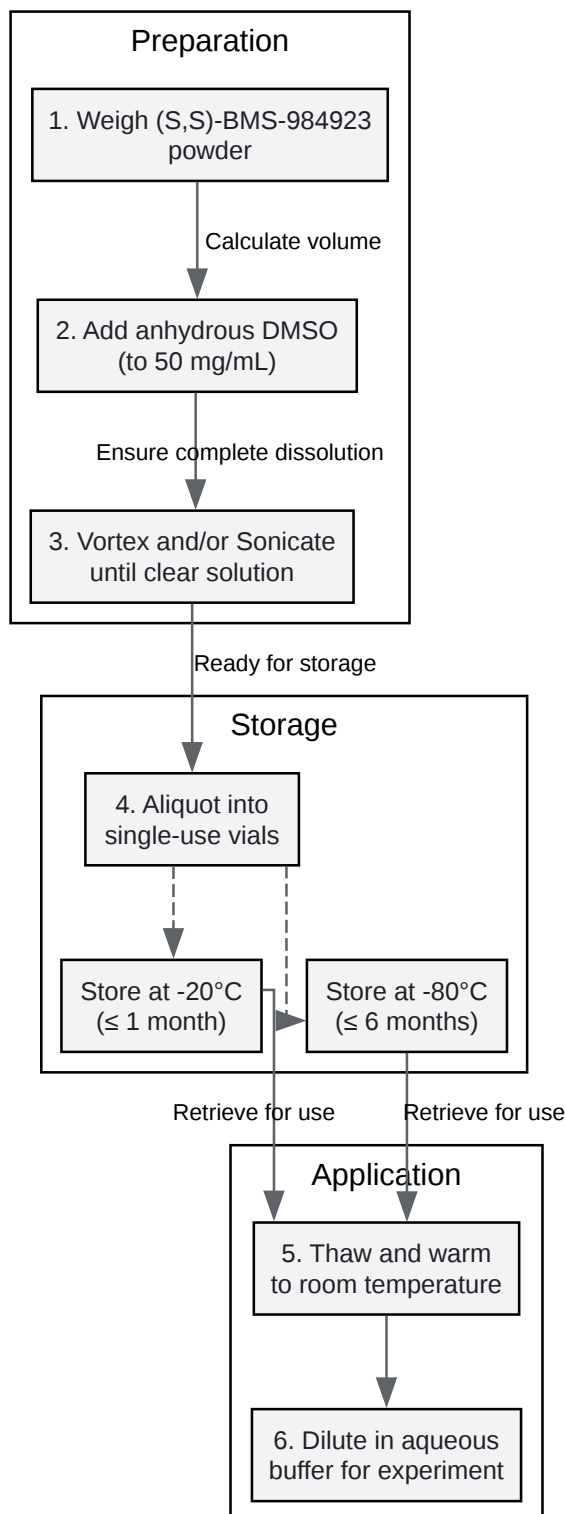 Preparation
1. Weigh (S,S)-BMS-984923
powder
Calculate volume
2. Add anhydrous DMSO
(to 50 mg/mL)
Ensure complete dissolution
3. Vortex and/or Sonicate
until clear solution
Ready for storage
Storage
4. Aliquot into
single-use vials
Store at -20°C
(≤ 1 month)
Store at -80°C
(≤ 6 months)
Retrieve for use
Retrieve for use
Application
5. Thaw and warm
to room temperature
6. Dilute in aqueous
buffer for experiment